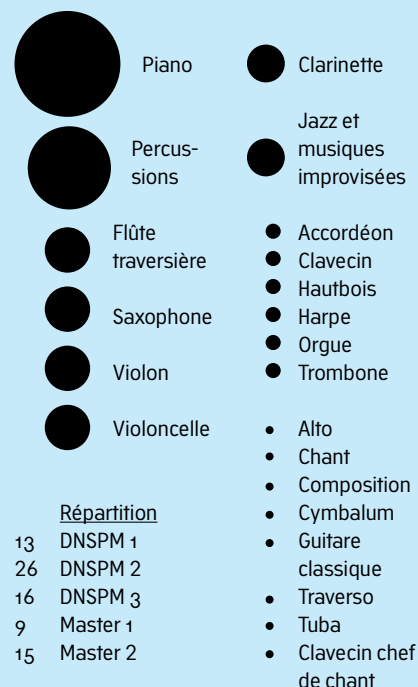 Piano
Percus-
sions
Flûte
traversière
Saxophone
Violon
Violoncelle
Clarinette
Jazz et
musiques
improvisées
Accordéon
Clavecin
Hautbois
Harpe
Orgue
Trombone
Alto
Chant
Composition
Cymbalum
Guitare
classique
Traverso
Tuba
Clavecin chef
de chant
Répartition
13 DNSPM 1
26 DNSPM 2
16 DNSPM 3
9 Master 1
15 Master 2